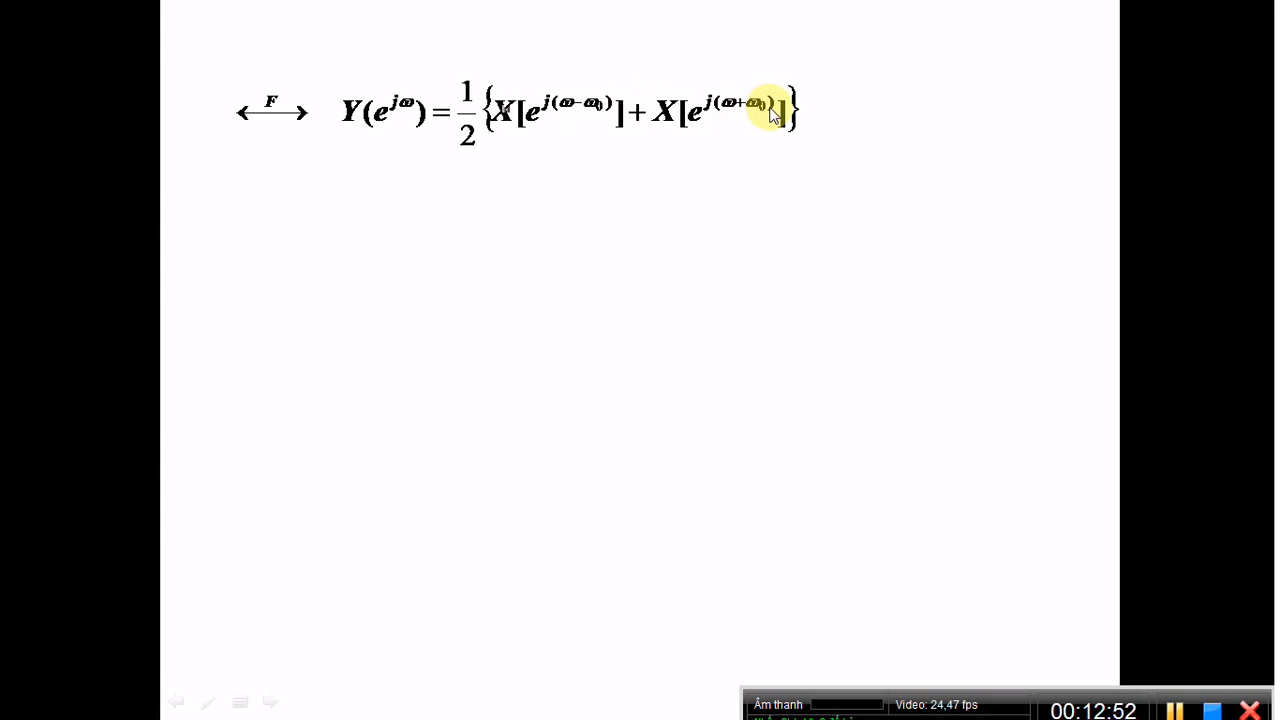 F
⟷ Y(e^{jω}) = 1/2 {X[e^{j(ω−ω₀)}] + X[e^{j(ω+ω₀)}]}
Âm thanh Video: 24,47 fps 00:12:52